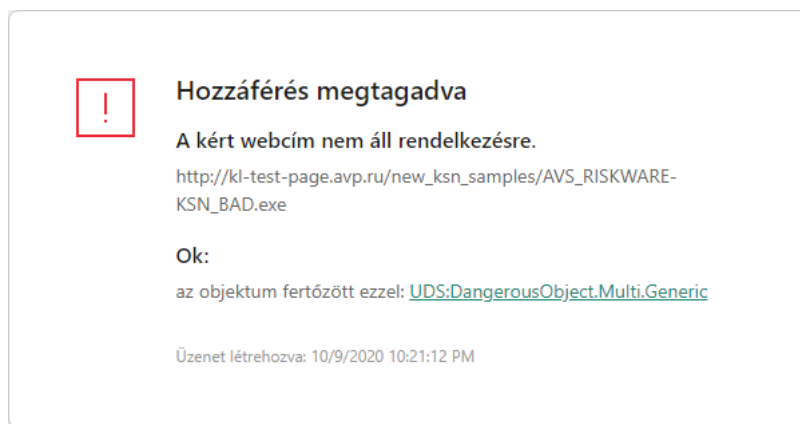 Hozzáférés megtagadva
A kért webcím nem áll rendelkezésre.
http://kl-test-page.avp.ru/new_ksn_samples/AVS_RISKWARE-
KSN_BAD.exe
Ok:
az objektum fertőzött ezzel: UDS:DangerousObject.Multi.Generic
Üzenet létrehozva: 10/9/2020 10:21:12 PM